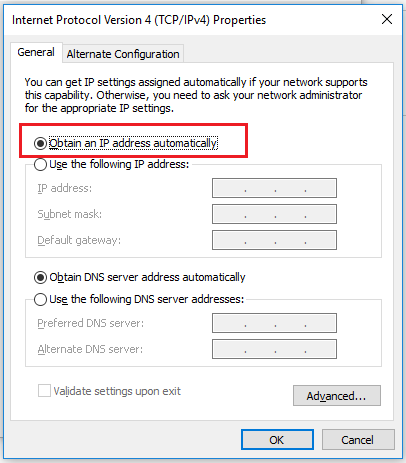 Internet Protocol Version 4 (TCP/IPv4) Properties
General
Alternate Configuration
You can get IP settings assigned automatically if your network supports
this capability. Otherwise, you need to ask your network administrator
for the appropriate IP settings.
Obtain an IP address automatically
Use the following IP address:
IP address:
Subnet mask:
Default gateway:
Obtain DNS server address automatically
Use the following DNS server addresses:
Preferred DNS server:
Alternate DNS server:
Validate settings upon exit
Advanced...
OK
Cancel